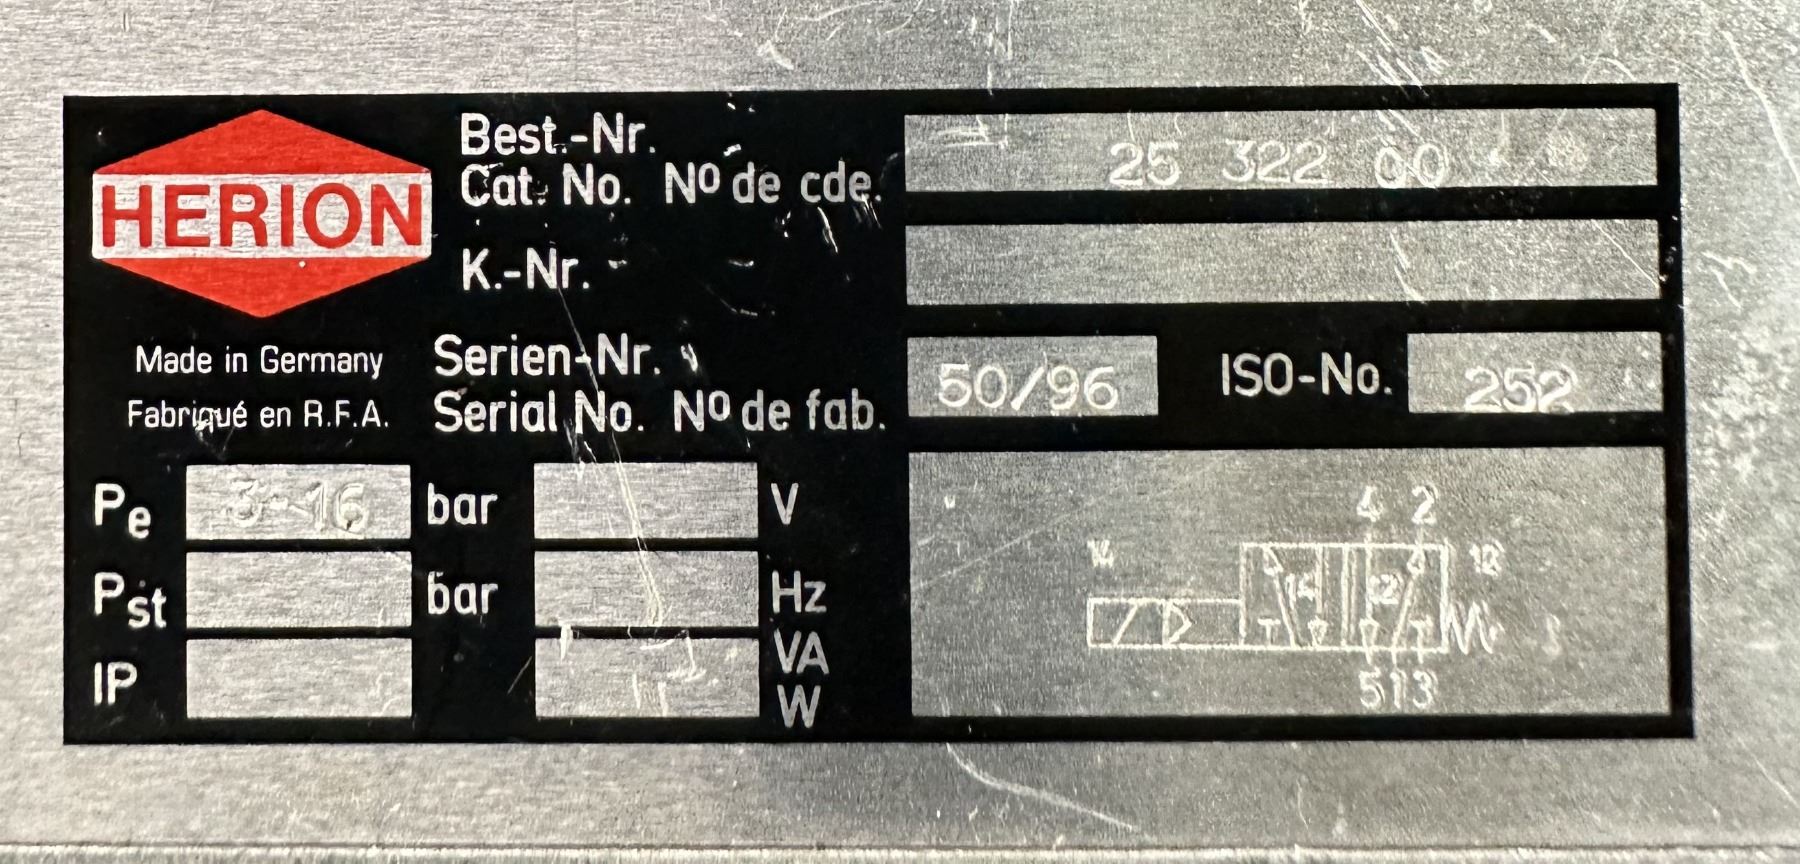 HERION
Made in Germany
Fabriqué en R.F.A.
Best.-Nr.
Cat. No. Nº de cde.
25 322 00
K.-Nr.
Serien-Nr.
Serial No. Nº de fab.
50/96
ISO-No.
252
Pe 3-16 bar
V
Pst bar
Hz
IP
VA
W
4 2
14 12
14 12
513